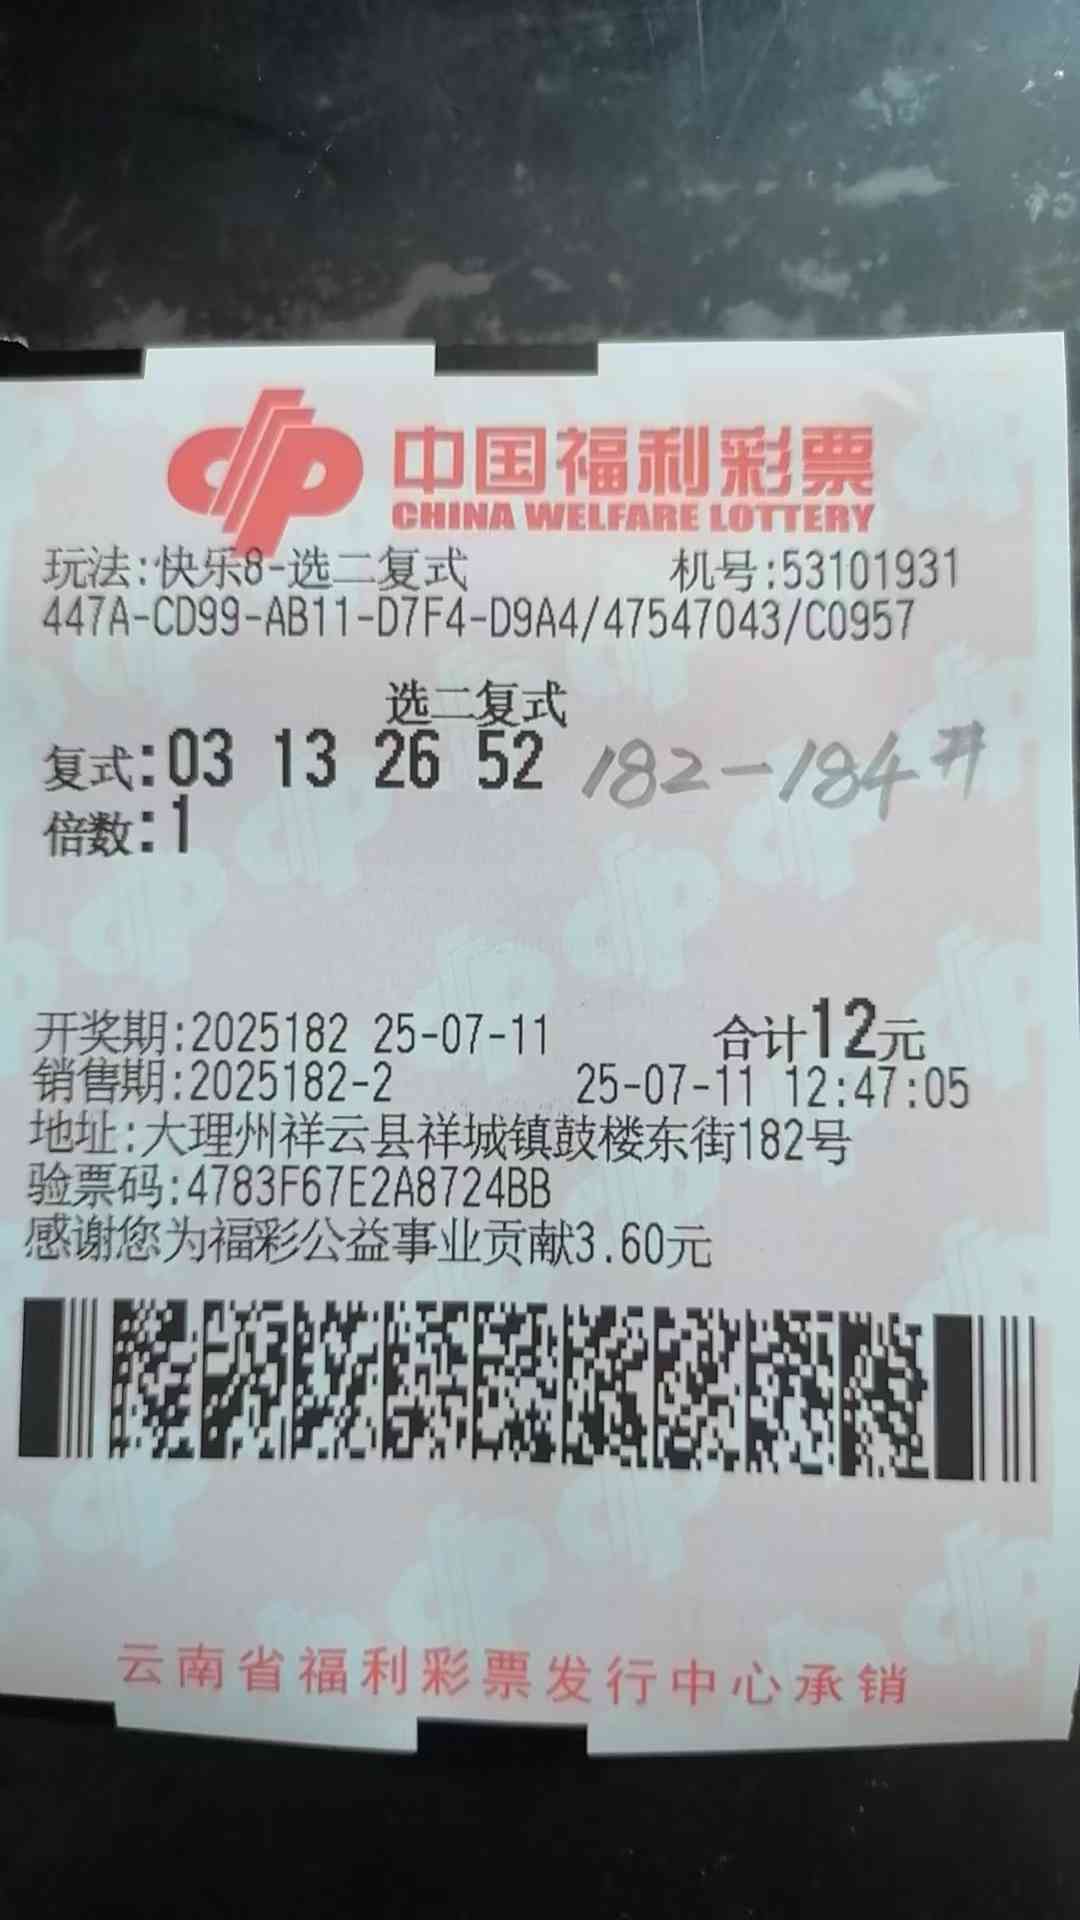 中国福利彩票
CHINA WELFARE LOTTERY
玩法:快乐8-选二复式 机号:53101931
447A-CD99-AB11-D7F4-D9A4/47547043/C0957
选二复式
复式:03 13 26 52 182-184#
倍数:1
开奖期:2025182 25-07-11 合计12元
销售期:2025182-2 25-07-11 12:47:05
地址:大理州祥云县祥城镇鼓楼东街182号
验票码:4783F67E2A8724BB
感谢您为福彩公益事业贡献3.60元
云南省福利彩票发行中心承销